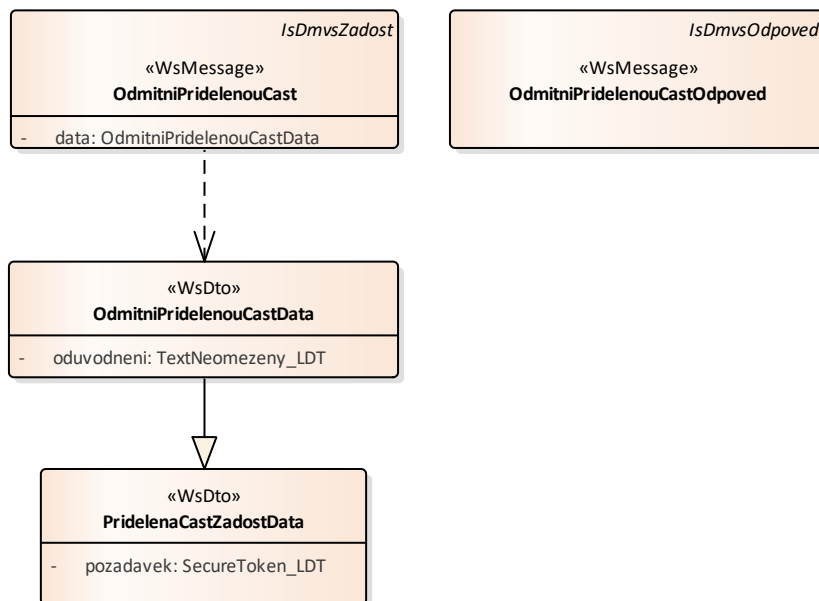 IsDmvsZadost
«WsMessage»
OdmitniPridelenouCast
- data: OdmitniPridelenouCastData
IsDmvsOdpoved
«WsMessage»
OdmitniPridelenouCastOdpoved
«WsDto»
OdmitniPridelenouCastData
- oduvodneni: TextNeomezeny_LDT
«WsDto»
PridelenaCastZadostData
- pozadavek: SecureToken_LDT